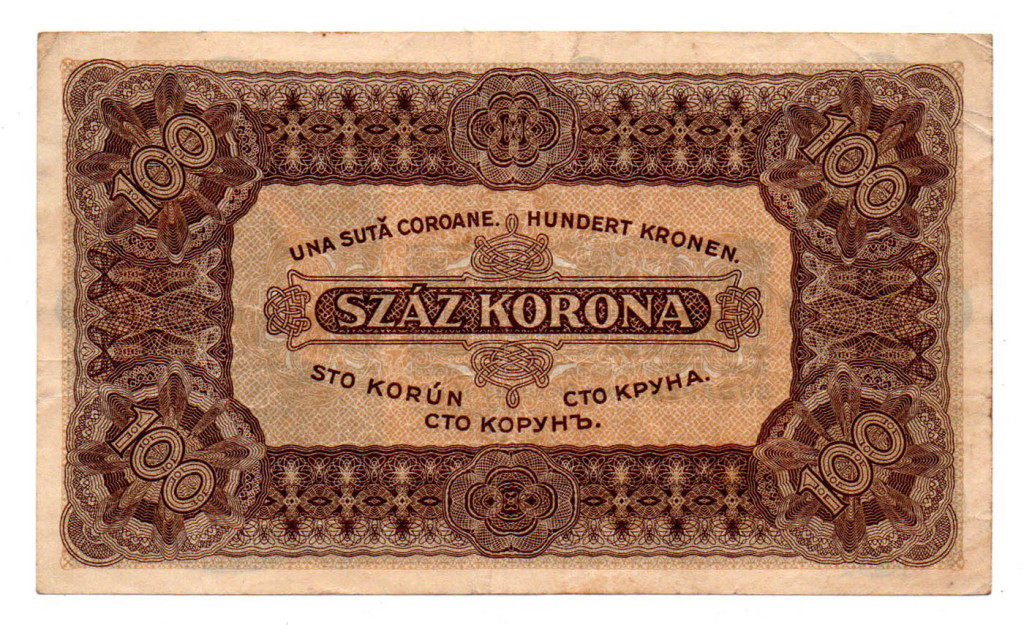 100
M
100
UNA SUTĂ COROANE. HUNDERT KRONEN.
SZÁZ KORONA
STO KORÚN
СТО КРУНА.
СТО КОРУНЪ.
100
100